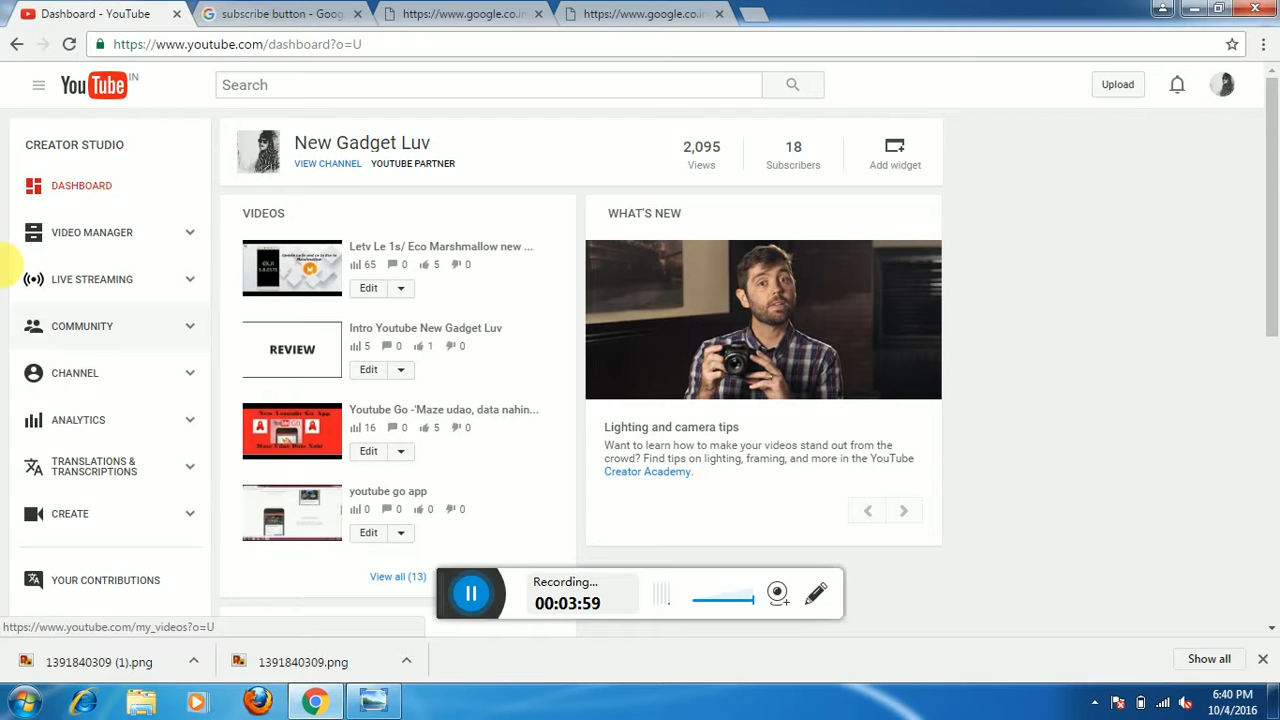 Dashboard - YouTube
subscribe button - Goog
https://www.google.co.in
https://www.google.co.in
https://www.youtube.com/dashboard?o=U
YouTube IN
Search
Upload
CREATOR STUDIO
DASHBOARD
VIDEO MANAGER
LIVE STREAMING
COMMUNITY
CHANNEL
ANALYTICS
TRANSLATIONS &
TRANSCRIPTIONS
CREATE
YOUR CONTRIBUTIONS
New Gadget Luv
VIEW CHANNEL YOUTUBE PARTNER
2,095
Views
18
Subscribers
Add widget
VIDEOS
Letv Le 1s/ Eco Marshmallow new ...
65 0 5 0
Edit
REVIEW
Intro Youtube New Gadget Luv
5 0 1 0
Edit
Youtube Go -'Maze udao, data nahin...
16 0 5 0
Edit
youtube go app
0 0 0 0
Edit
View all (13)
WHAT'S NEW
Lighting and camera tips
Want to learn how to make your videos stand out from the
crowd? Find tips on lighting, framing, and more in the YouTube
Creator Academy.
Recording...
00:03:59
https://www.youtube.com/my_videos?o=U
1391840309 (1).png
1391840309.png
Show all
6:40 PM
10/4/2016